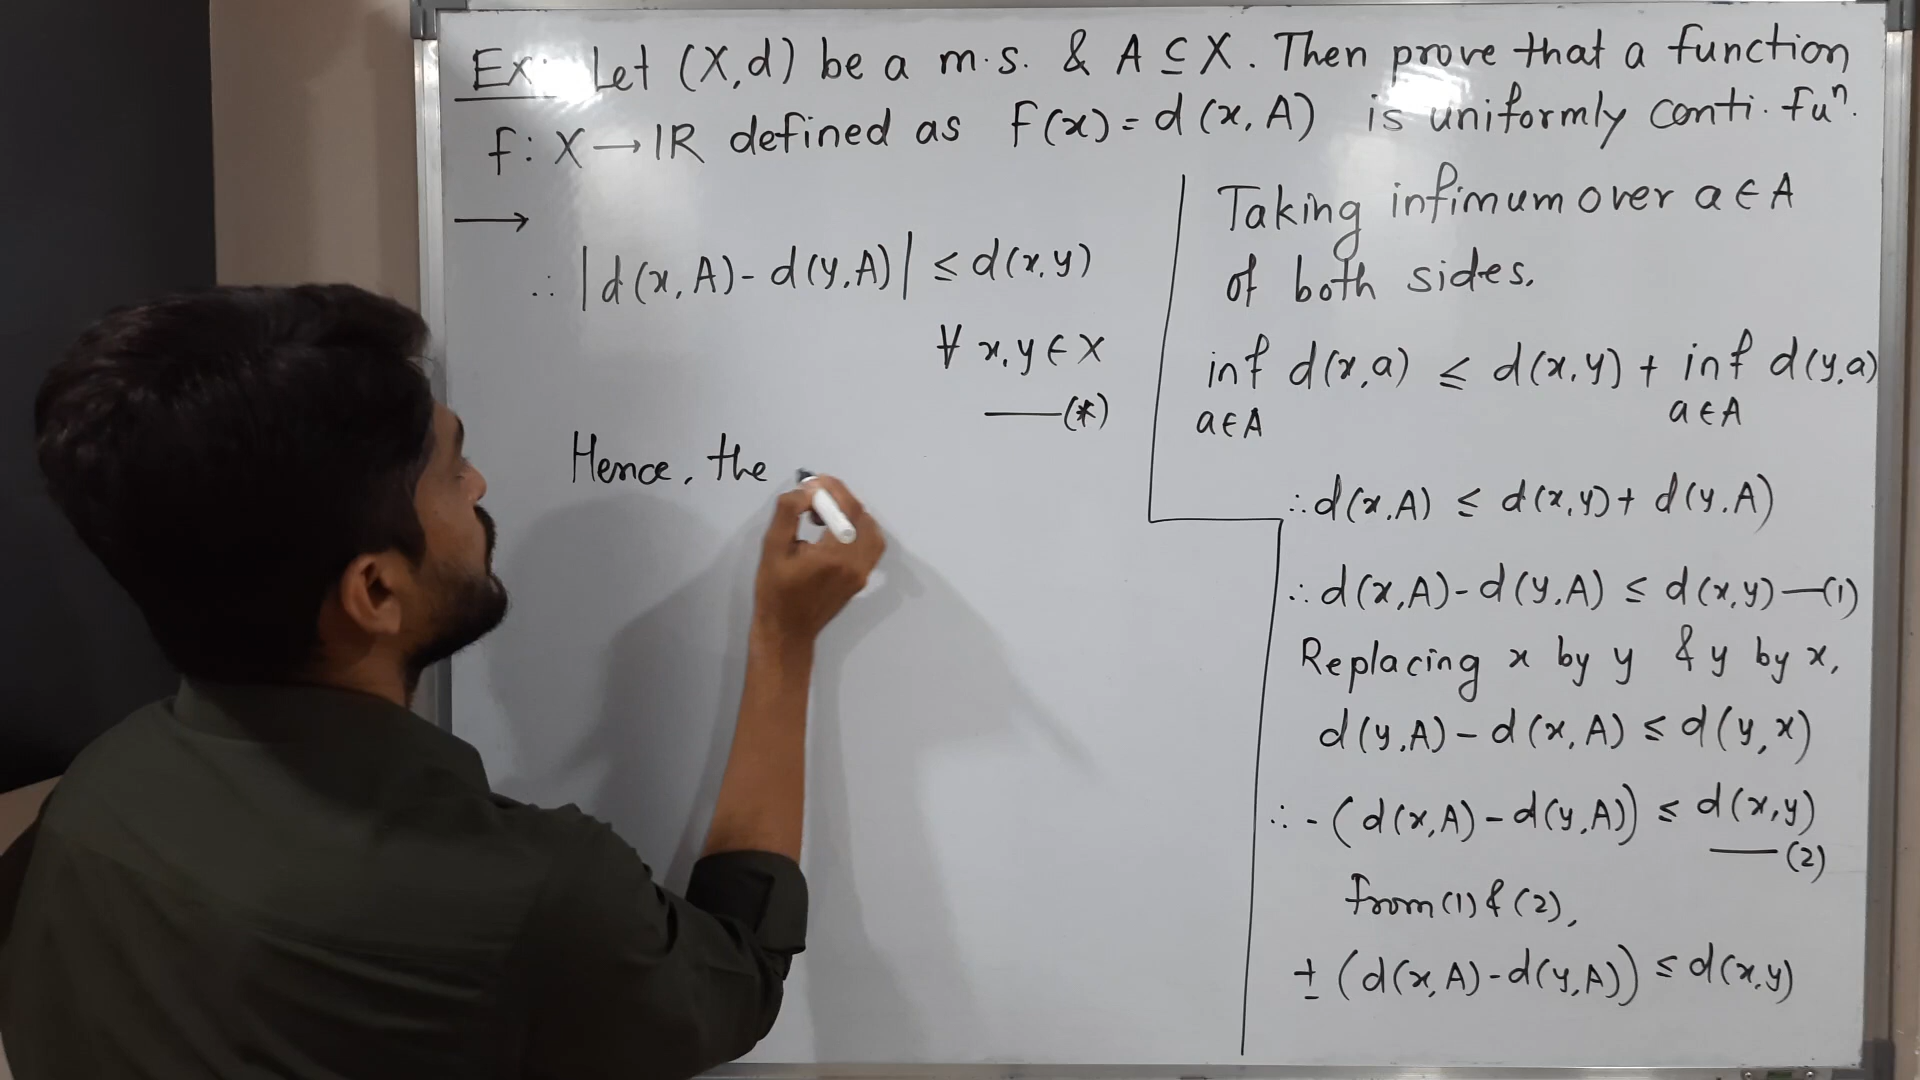 Ex: Let (X,d) be a m.s. & A ⊆ X. Then prove that a function
f: X → IR defined as f(x) = d(x, A) is uniformly conti. fuⁿ.
→
∴ |d(x, A) - d(y, A)| ≤ d(x, y)
∀ x, y ∈ X
—(*)
Hence, the
Taking infimum over a ∈ A
of both sides.
inf d(x, a) ≤ d(x, y) + inf d(y, a)
a ∈ A a ∈ A
∴ d(x, A) ≤ d(x, y) + d(y, A)
∴ d(x, A) - d(y, A) ≤ d(x, y) —(1)
Replacing x by y & y by x,
d(y, A) - d(x, A) ≤ d(y, x)
∴ -(d(x, A) - d(y, A)) ≤ d(x, y)
—(2)
from (1) & (2),
± (d(x, A) - d(y, A)) ≤ d(x, y)